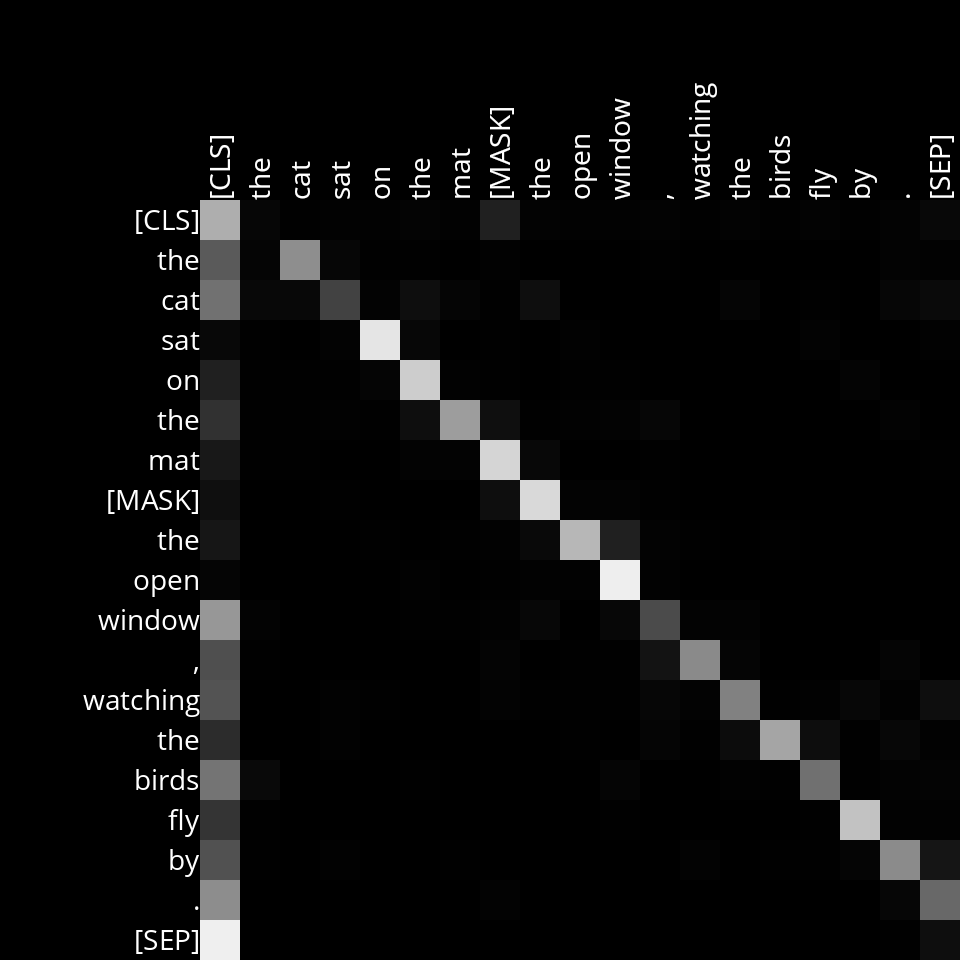 [CLS]
the
cat
sat
on
the
mat
[MASK]
the
open
window
,
watching
the
birds
fly
by
.
[SEP]
[CLS]
the
cat
sat
on
the
mat
[MASK]
the
open
window
,
watching
the
birds
fly
by
.
[SEP]